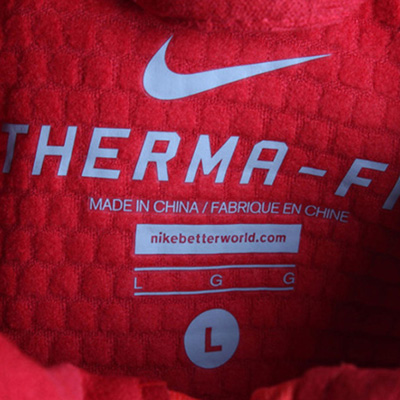 THERMA-FI
MADE IN CHINA / FABRIQUE EN CHINE
nikebetterworld.com
L G G
L